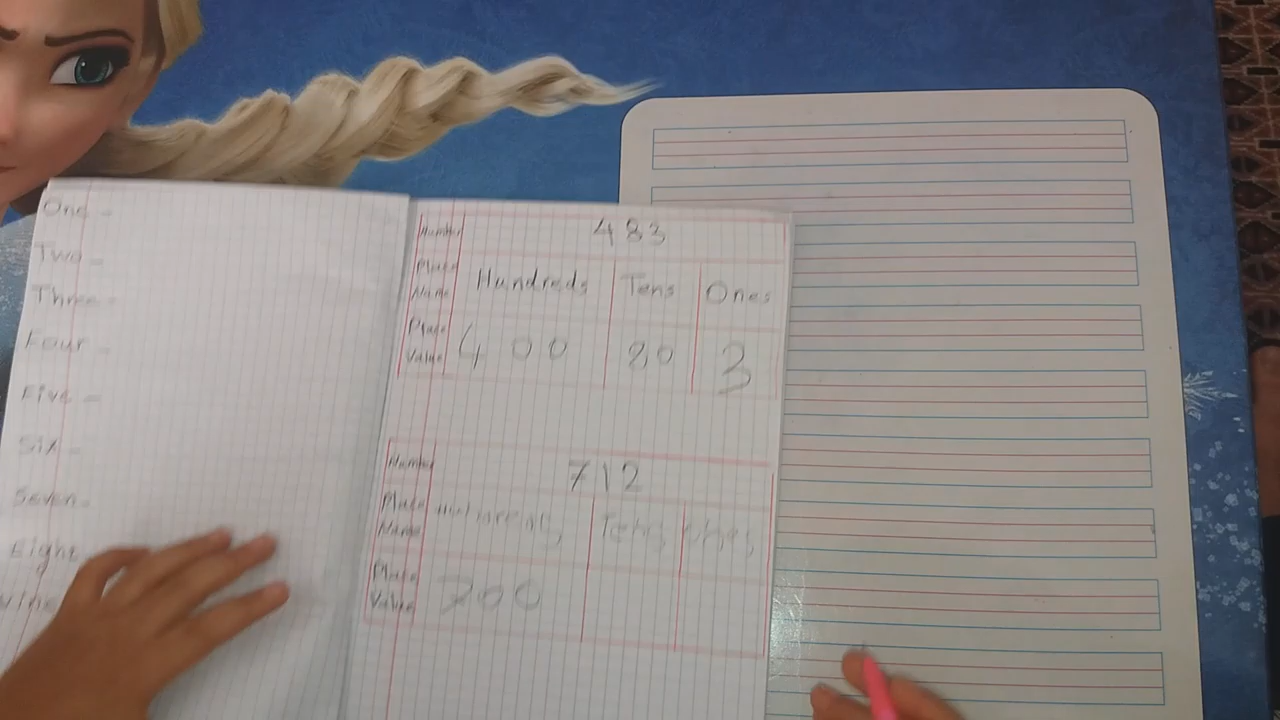 One -
Two -
Three -
Four -
Five -
Six -
Seven -
Eight
Nine
Number 483
Place Name Hundreds Tens Ones
Place Value 400 80 3
Number 712
Place Name Hundreds Tens Ones
Place Value 700